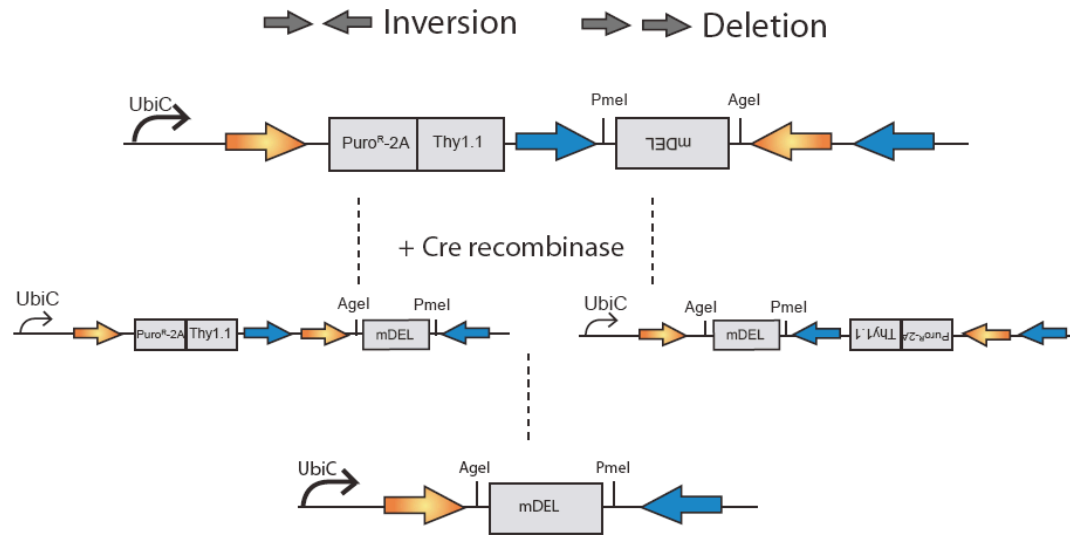 Inversion Deletion
UbiC PmeI AgeI
Puroᴿ-2A Thy1.1 mDEL
+ Cre recombinase
UbiC AgeI PmeI UbiC AgeI PmeI
Puroᴿ-2A Thy1.1 mDEL mDEL Thy1.1 Puroᴿ-2A
UbiC AgeI PmeI
mDEL